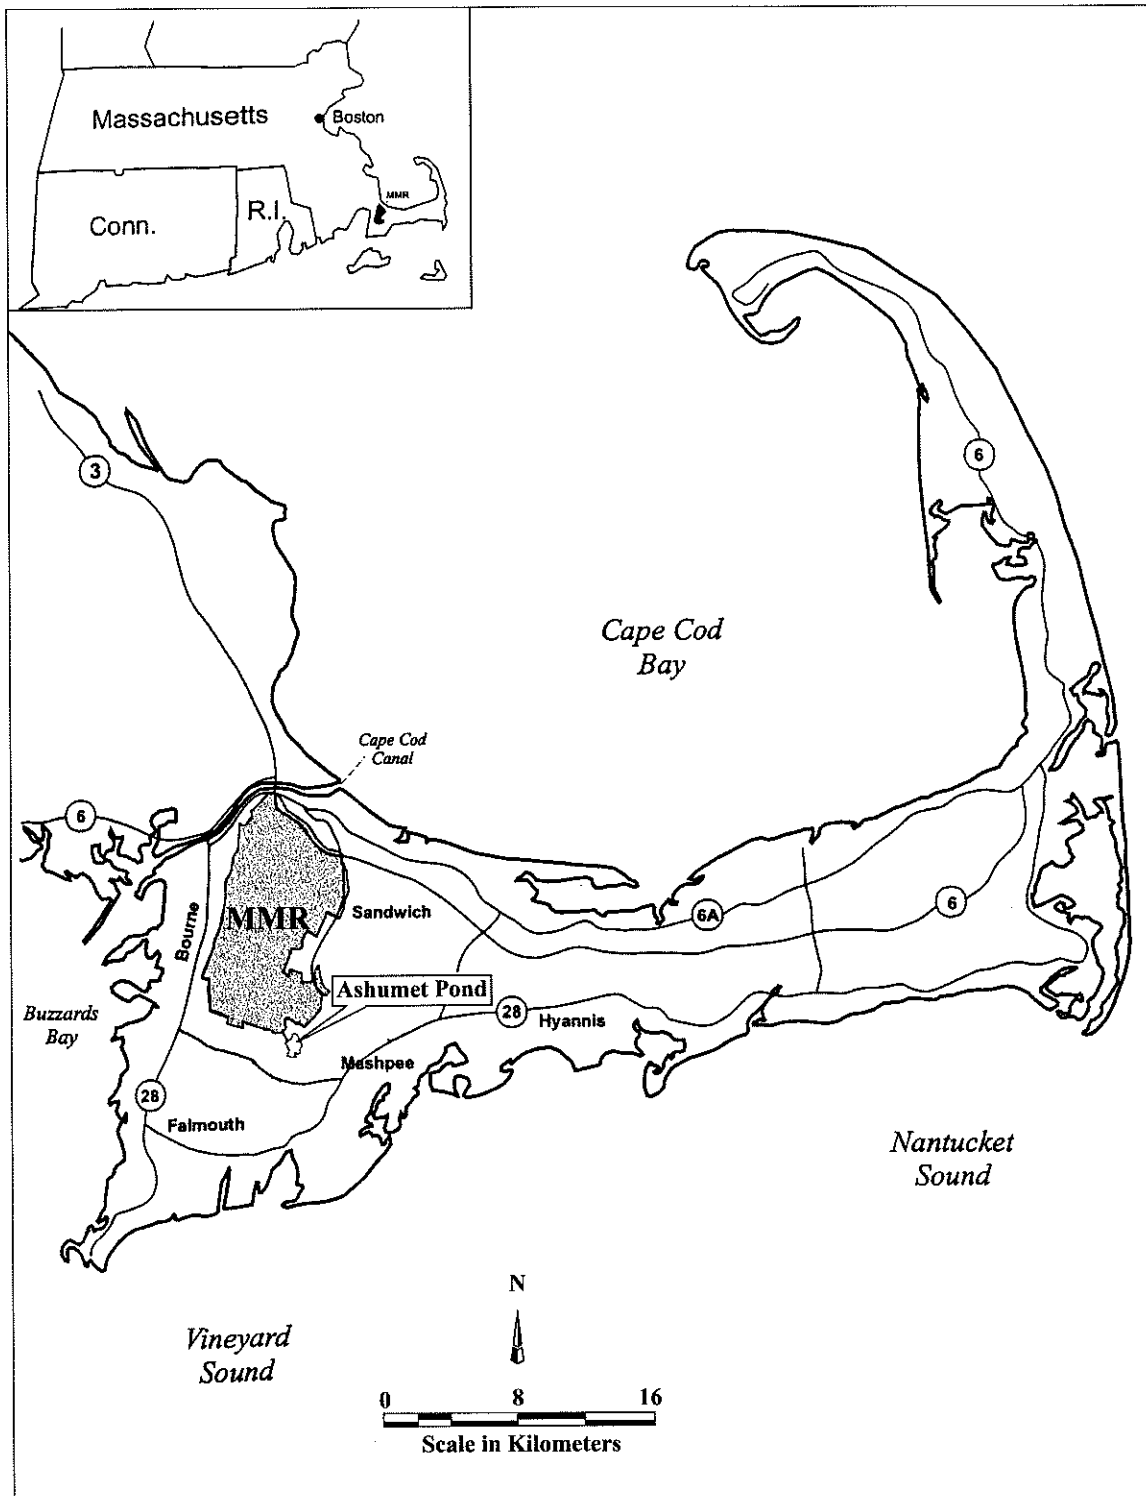 Massachusetts
Boston
MMR
R.I.
Conn.
3
6
Cape Cod
Bay
Cape Cod
Canal
6
Bourne
MMR
Sandwich
6A
6
Ashumet Pond
Buzzards
Bay
28
Hyannis
Mashpee
28
Falmouth
Nantucket
Sound
N
Vineyard
Sound
0 8 16
Scale in Kilometers